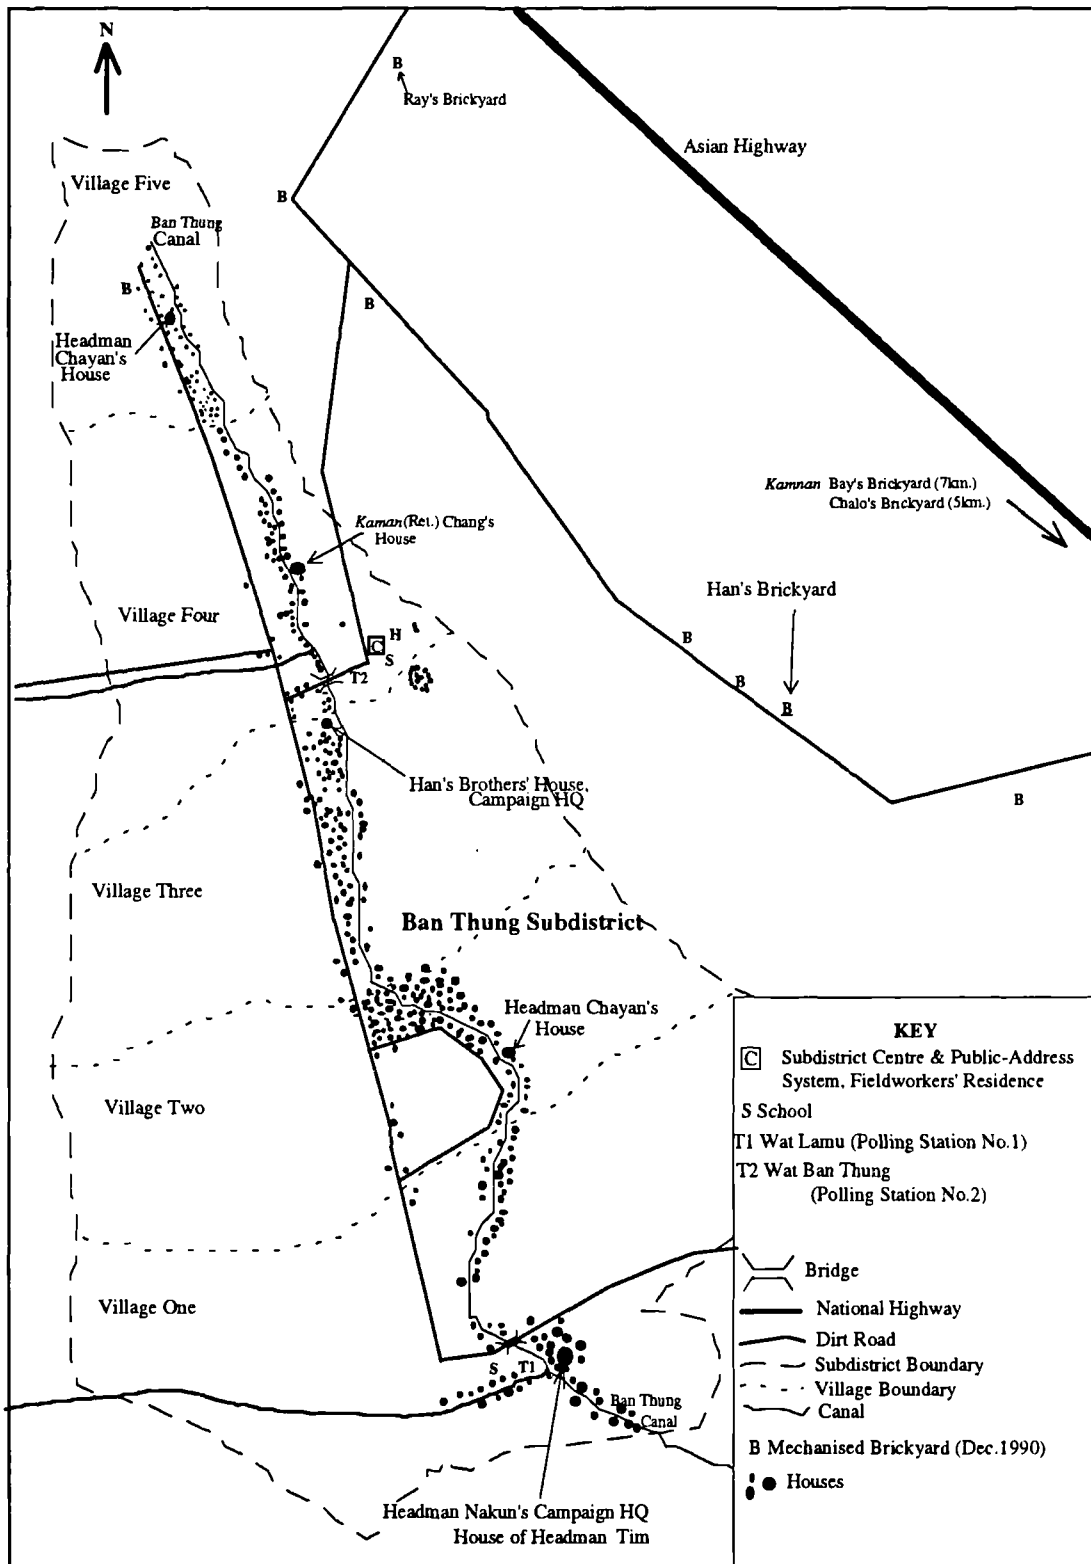 N
B
Ray's Brickyard
Asian Highway
Village Five
B
Ban Thung
Canal
B
B
Headman
Chayan's
House
Kamnan Bay's Brickyard (7km.)
Chalo's Brickyard (5km.)
Kaman (Ret.) Chang's
House
Han's Brickyard
Village Four
H
C
S
B
T2
B
B
Han's Brothers' House,
Campaign HQ
B
Village Three
Ban Thung Subdistrict
Headman Chayan's
House
Village Two
Village One
S
T1
Ban Thung
Canal
Headman Nakun's Campaign HQ
House of Headman Tim
KEY
C Subdistrict Centre & Public-Address
System, Fieldworkers' Residence
S School
T1 Wat Lamu (Polling Station No.1)
T2 Wat Ban Thung
(Polling Station No.2)
Bridge
National Highway
Dirt Road
Subdistrict Boundary
Village Boundary
Canal
B Mechanised Brickyard (Dec.1990)
Houses